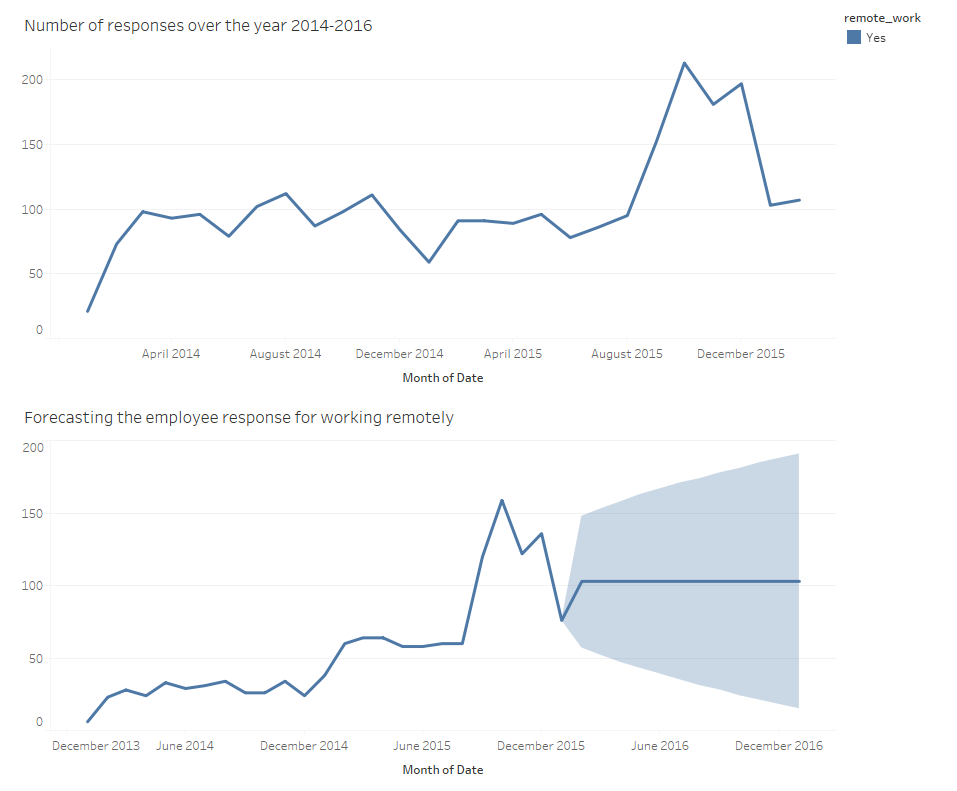 Number of responses over the year 2014-2016
remote_work
Yes
200
150
100
50
0
April 2014 August 2014 December 2014 April 2015 August 2015 December 2015
Month of Date
Forecasting the employee response for working remotely
200
150
100
50
0
December 2013 June 2014 December 2014 June 2015 December 2015 June 2016 December 2016
Month of Date